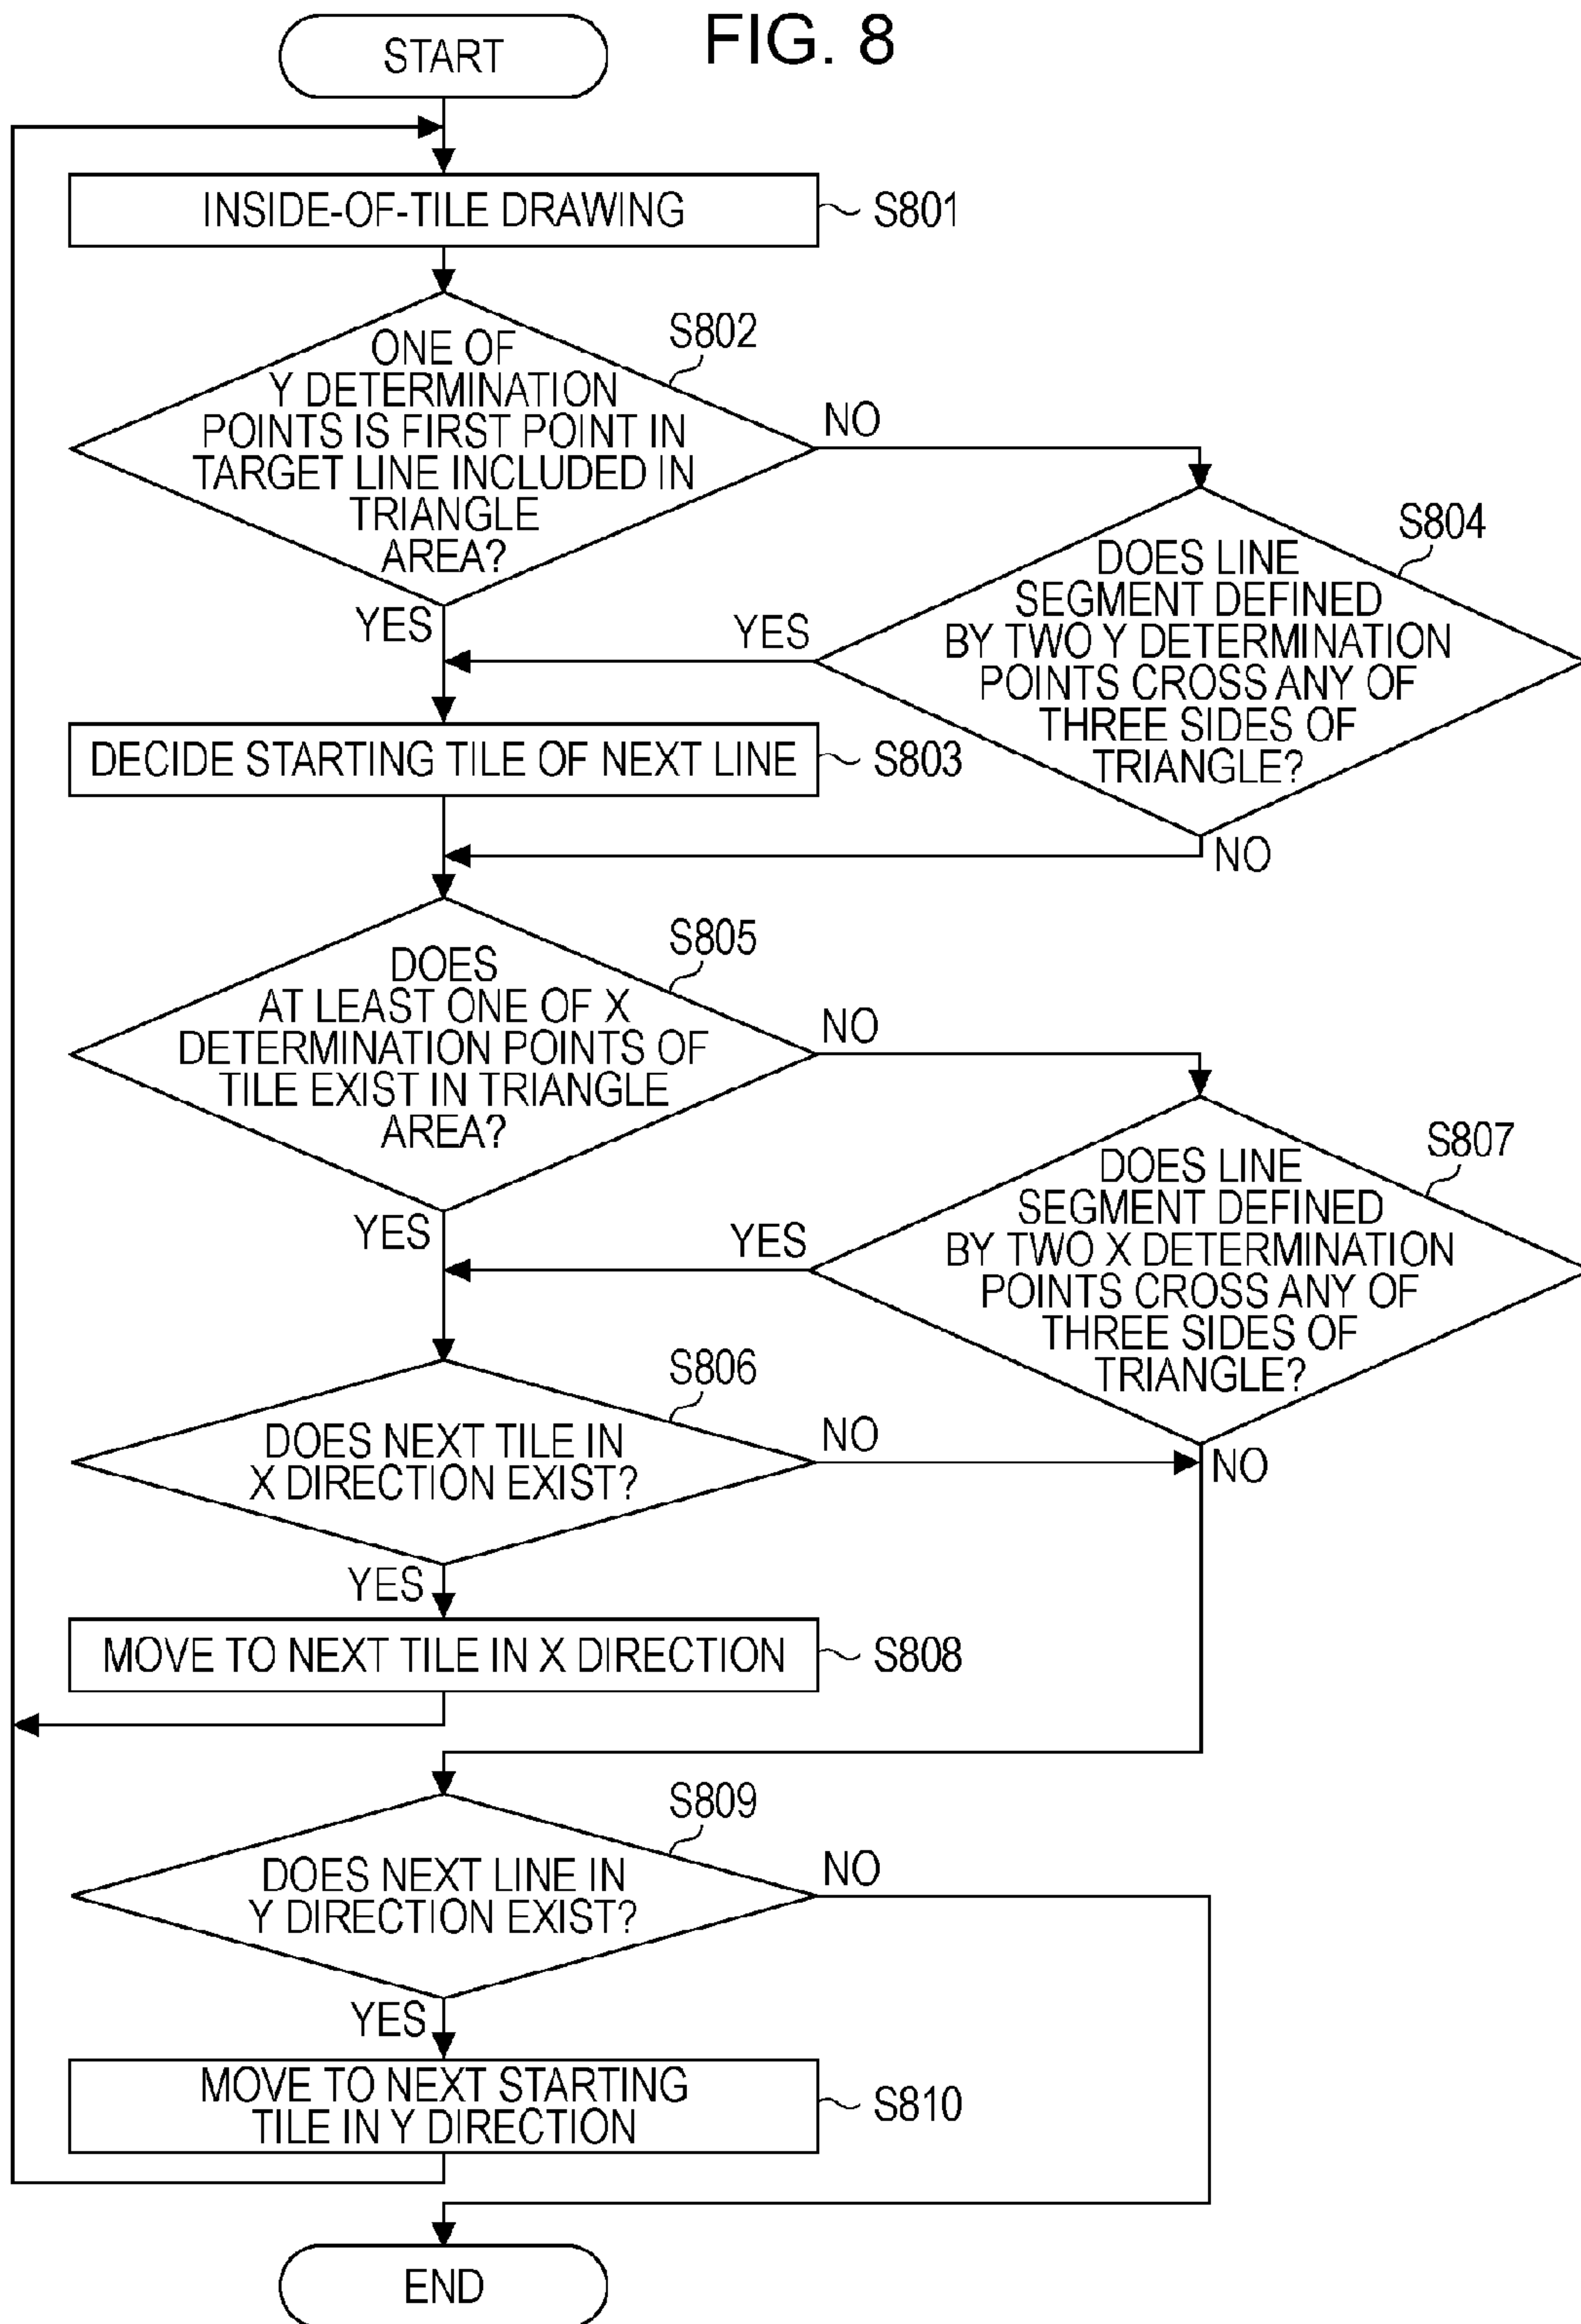 FIG. 8
START
INSIDE-OF-TILE DRAWING
S801
S802
ONE OF
Y DETERMINATION
POINTS IS FIRST POINT IN
TARGET LINE INCLUDED IN
TRIANGLE
AREA?
NO
YES
S804
DOES LINE
SEGMENT DEFINED
BY TWO Y DETERMINATION
POINTS CROSS ANY OF
THREE SIDES OF
TRIANGLE?
YES
NO
DECIDE STARTING TILE OF NEXT LINE
S803
S805
DOES
AT LEAST ONE OF X
DETERMINATION POINTS OF
TILE EXIST IN TRIANGLE
AREA?
NO
YES
S807
DOES LINE
SEGMENT DEFINED
BY TWO X DETERMINATION
POINTS CROSS ANY OF
THREE SIDES OF
TRIANGLE?
YES
NO
S806
DOES NEXT TILE IN
X DIRECTION EXIST?
NO
YES
MOVE TO NEXT TILE IN X DIRECTION
S808
S809
DOES NEXT LINE IN
Y DIRECTION EXIST?
NO
YES
MOVE TO NEXT STARTING
TILE IN Y DIRECTION
S810
END